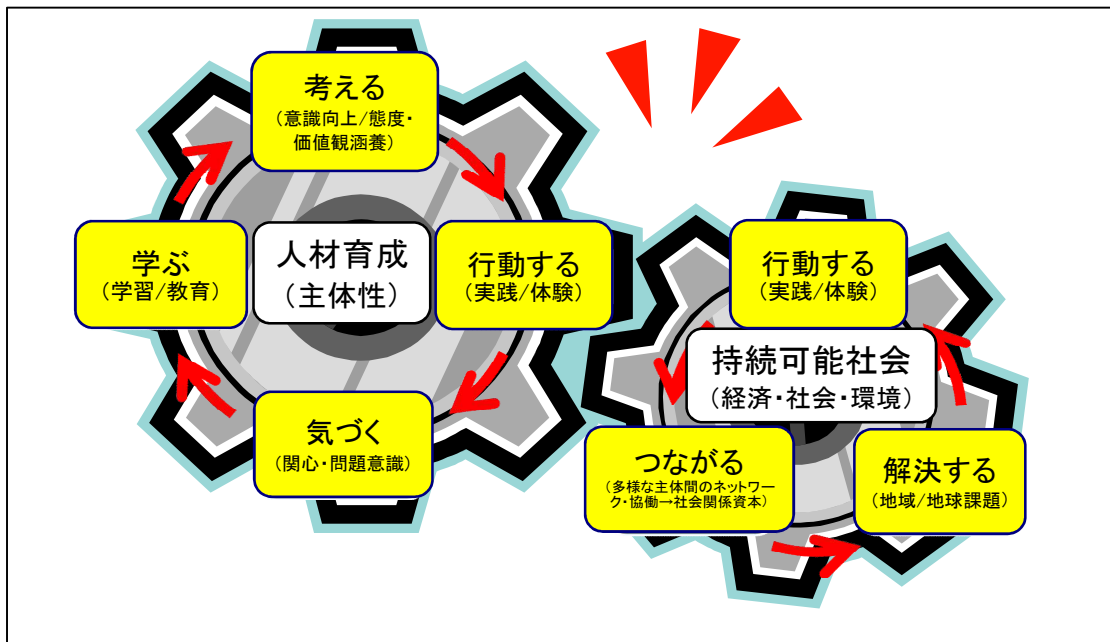 考える
(意識向上/態度・
価値観涵養)
学ぶ
(学習/教育)
人材育成
(主体性)
行動する
(実践/体験)
気づく
(関心・問題意識)
行動する
(実践/体験)
持続可能社会
(経済・社会・環境)
つながる
(多様な主体間のネットワー
ク・協働→社会関係資本)
解決する
(地域/地球課題)